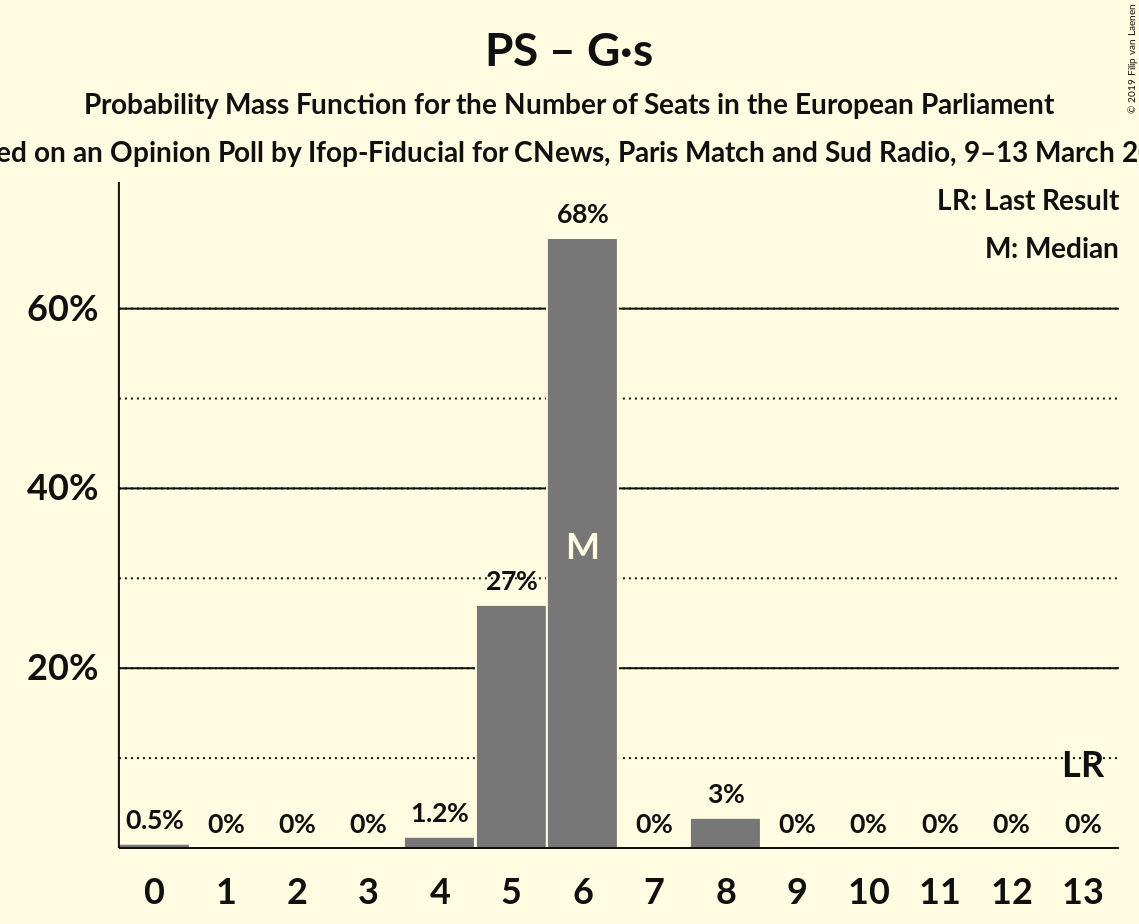 © 2019 Filip van Laenen
PS – G·s
Probability Mass Function for the Number of Seats in the European Parliament
on an Opinion Poll by Ifop-Fiducial for CNews, Paris Match and Sud Radio, 9–13 March
LR: Last Result
M: Median
68%
60%
40%
M
27%
20%
LR
0.5% 0% 0% 0% 1.2% 0% 3% 0% 0% 0% 0% 0%
0 1 2 3 4 5 6 7 8 9 10 11 12 13